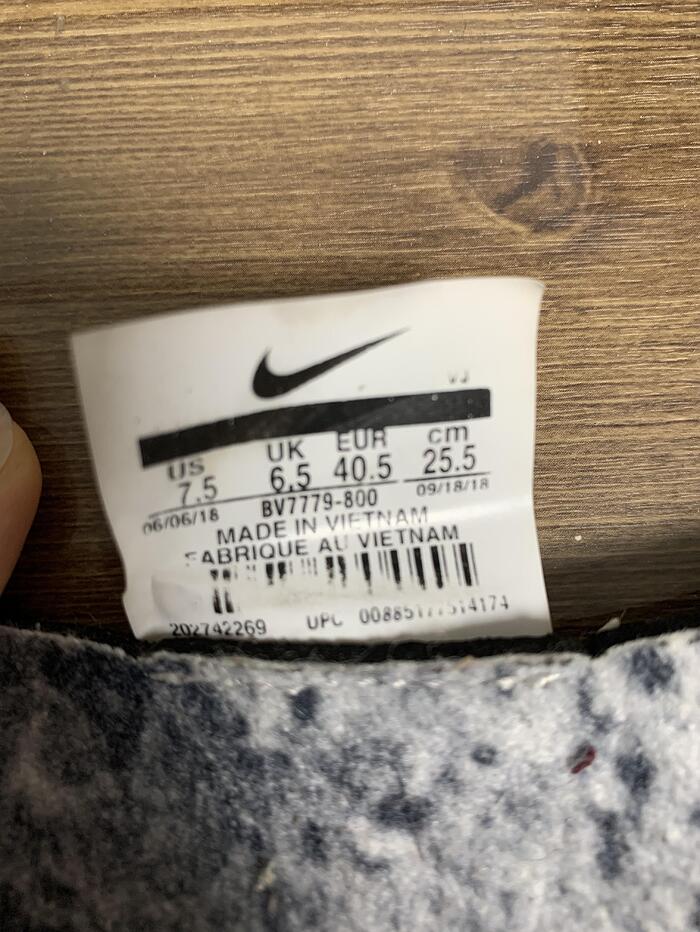 VJ
US UK EUR cm
7.5 6.5 40.5 25.5
06/06/18 BV7779-800 09/18/18
MADE IN VIETNAM
FABRIQUE AU VIETNAM
202742269 UPC